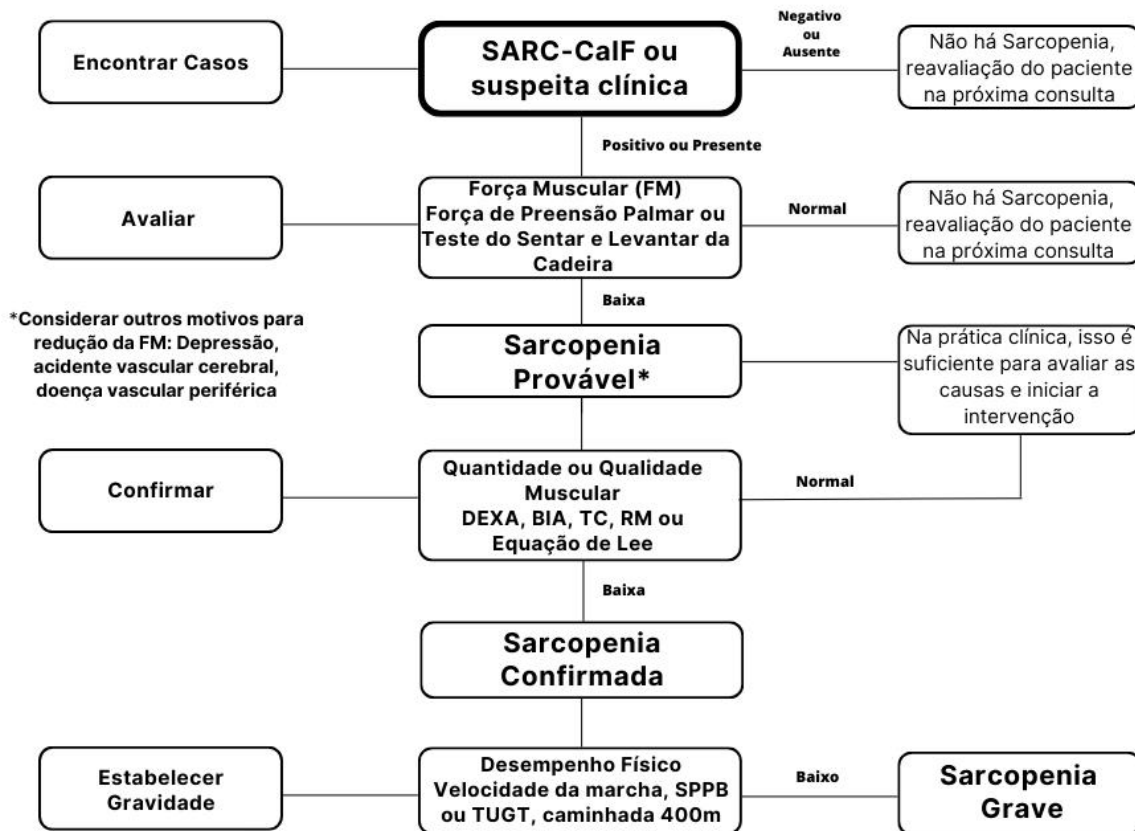 Encontrar Casos
SARC-CalF ou
suspeita clínica
Negativo
ou
Ausente
Não há Sarcopenia,
reavaliação do paciente
na próxima consulta
Positivo ou Presente
Avaliar
Força Muscular (FM)
Força de Preensão Palmar ou
Teste do Sentar e Levantar da
Cadeira
Normal
Não há Sarcopenia,
reavaliação do paciente
na próxima consulta
Baixa
*Considerar outros motivos para
redução da FM: Depressão,
acidente vascular cerebral,
doença vascular periférica
Sarcopenia
Provável*
Na prática clínica, isso é
suficiente para avaliar as
causas e iniciar a
intervenção
Confirmar
Quantidade ou Qualidade
Muscular
DEXA, BIA, TC, RM ou
Equação de Lee
Normal
Baixa
Sarcopenia
Confirmada
Estabelecer
Gravidade
Desempenho Físico
Velocidade da marcha, SPPB
ou TUGT, caminhada 400m
Baixo
Sarcopenia
Grave